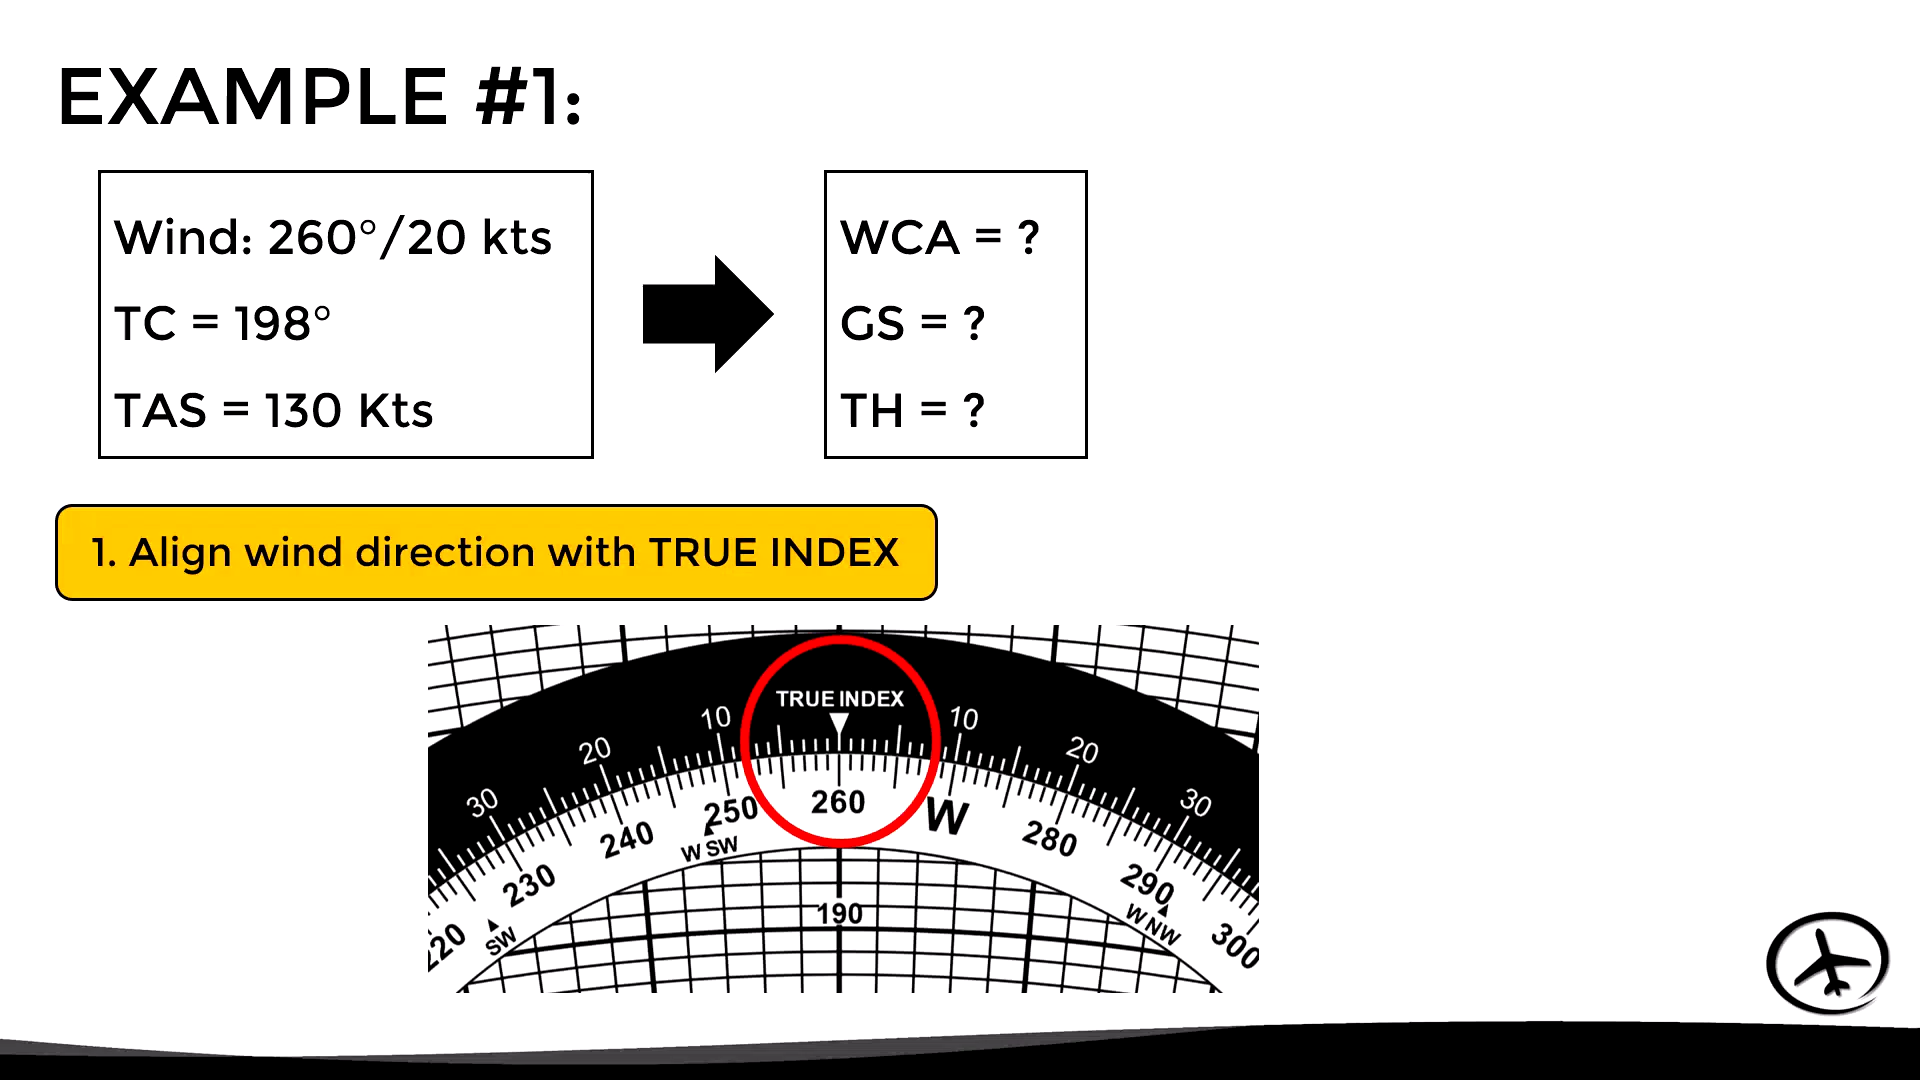 EXAMPLE #1:
Wind: 260°/20 kts
TC = 198°
TAS = 130 Kts
WCA = ?
GS = ?
TH = ?
1. Align wind direction with TRUE INDEX
TRUE INDEX
30 20 10 10 20 30
230 240 250 260 W 280 290 300
SW W SW W NW
190